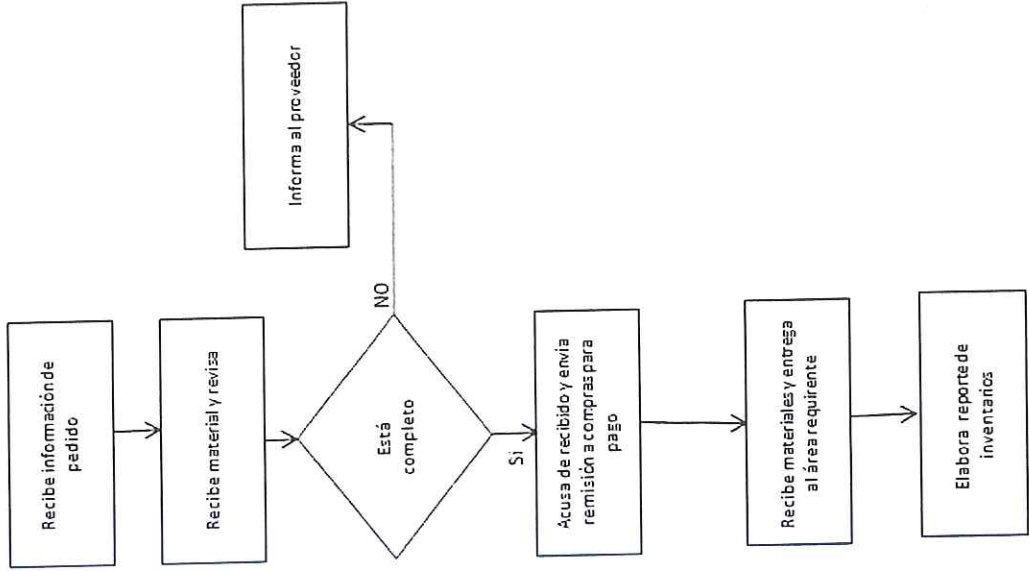 Recibe información de
pedido
Recibe material y revisa
Está
completo
NO
Informa al proveedor
Si
Acusa de recibido y envia
remisión a compras para
pago
Recibe materiales y entrega
al área requirente
Elabora reporte de
inventarios